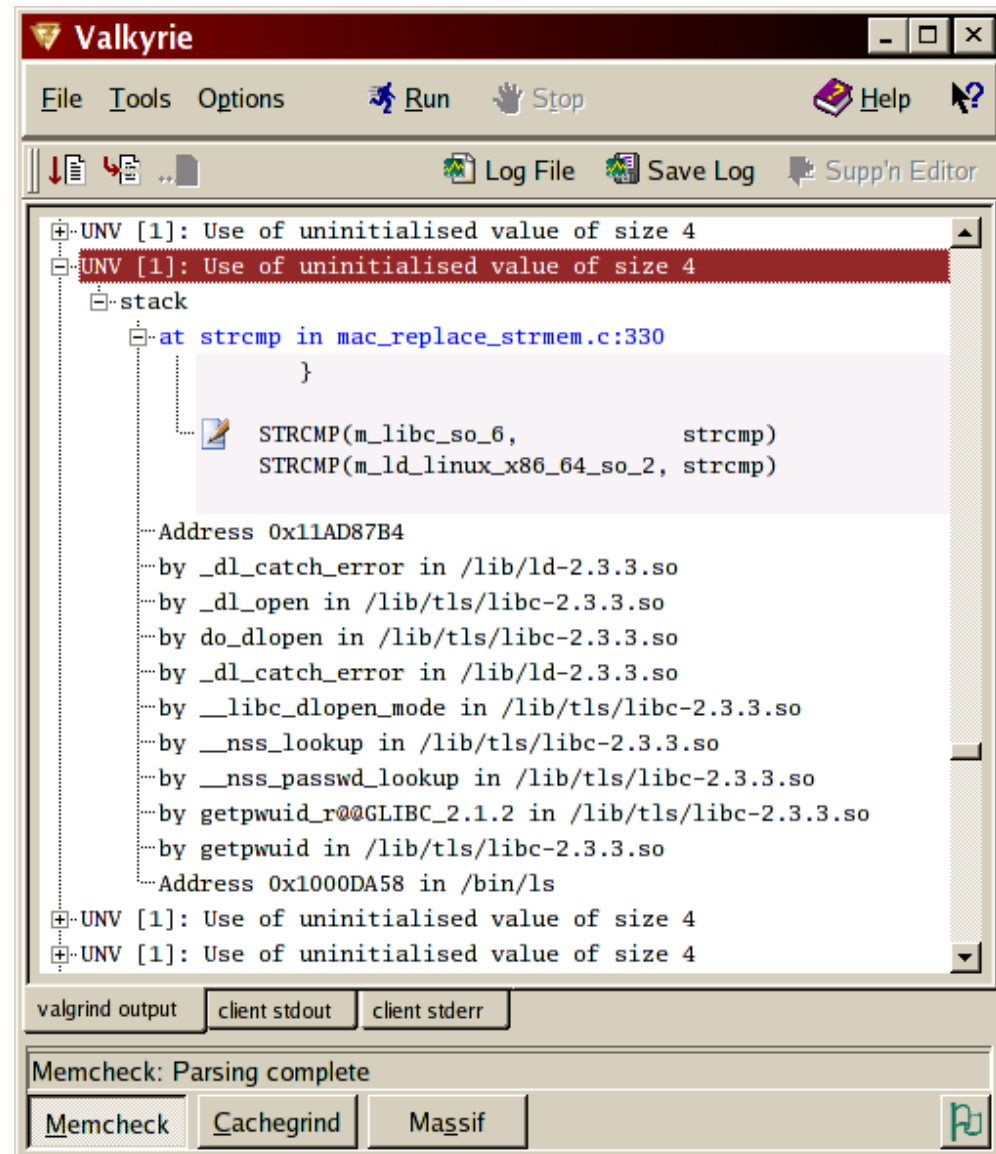 Valkyrie
File Tools Options Run Stop Help
Log File Save Log Supp'n Editor
UNV [1]: Use of uninitialised value of size 4
UNV [1]: Use of uninitialised value of size 4
stack
at strcmp in mac_replace_strmem.c:330
}
STRCMP(m_libc_so_6, strcmp)
STRCMP(m_ld_linux_x86_64_so_2, strcmp)
Address 0x11AD87B4
by _dl_catch_error in /lib/ld-2.3.3.so
by _dl_open in /lib/tls/libc-2.3.3.so
by do_dlopen in /lib/tls/libc-2.3.3.so
by _dl_catch_error in /lib/ld-2.3.3.so
by __libc_dlopen_mode in /lib/tls/libc-2.3.3.so
by __nss_lookup in /lib/tls/libc-2.3.3.so
by __nss_passwd_lookup in /lib/tls/libc-2.3.3.so
by getpwuid_r@@GLIBC_2.1.2 in /lib/tls/libc-2.3.3.so
by getpwuid in /lib/tls/libc-2.3.3.so
Address 0x1000DA58 in /bin/ls
UNV [1]: Use of uninitialised value of size 4
UNV [1]: Use of uninitialised value of size 4
valgrind output client stdout client stderr
Memcheck: Parsing complete
Memcheck Cachegrind Massif